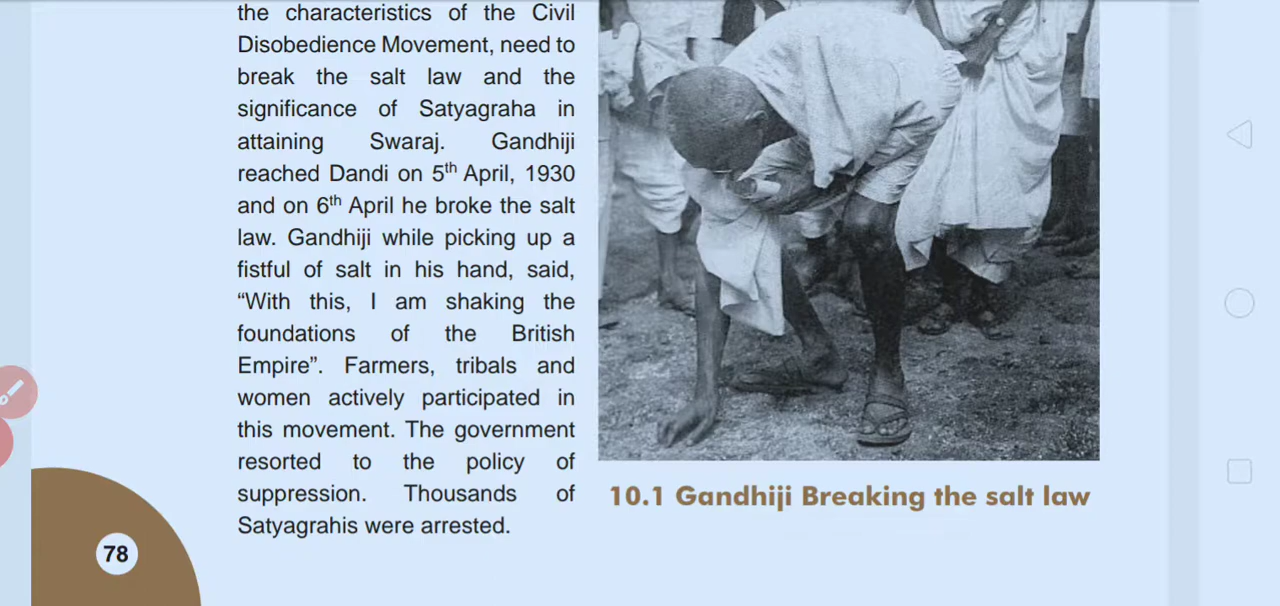 the characteristics of the Civil
Disobedience Movement, need to
break the salt law and the
significance of Satyagraha in
attaining Swaraj. Gandhiji
reached Dandi on 5th April, 1930
and on 6th April he broke the salt
law. Gandhiji while picking up a
fistful of salt in his hand, said,
“With this, I am shaking the
foundations of the British
Empire”. Farmers, tribals and
women actively participated in
this movement. The government
resorted to the policy of
suppression. Thousands of
Satyagrahis were arrested.
10.1 Gandhiji Breaking the salt law
78